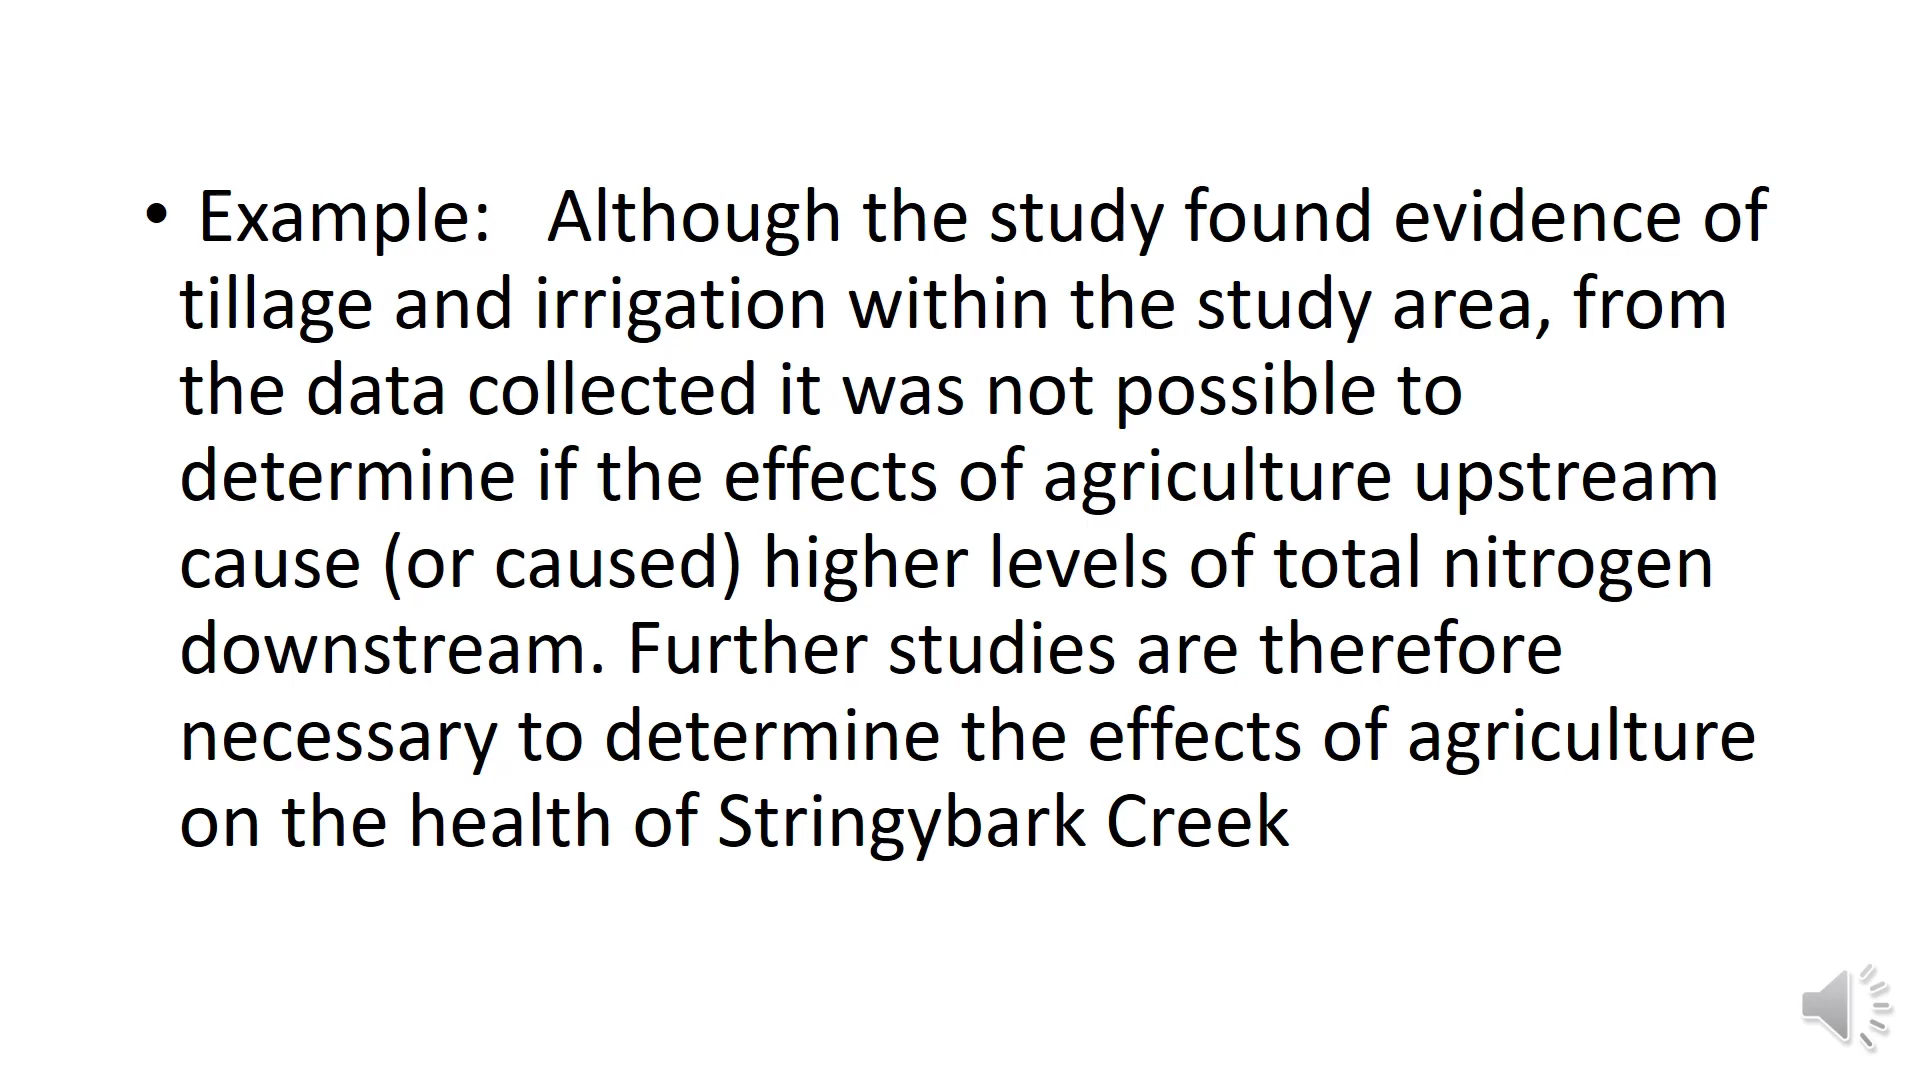 • Example: Although the study found evidence of
tillage and irrigation within the study area, from
the data collected it was not possible to
determine if the effects of agriculture upstream
cause (or caused) higher levels of total nitrogen
downstream. Further studies are therefore
necessary to determine the effects of agriculture
on the health of Stringybark Creek